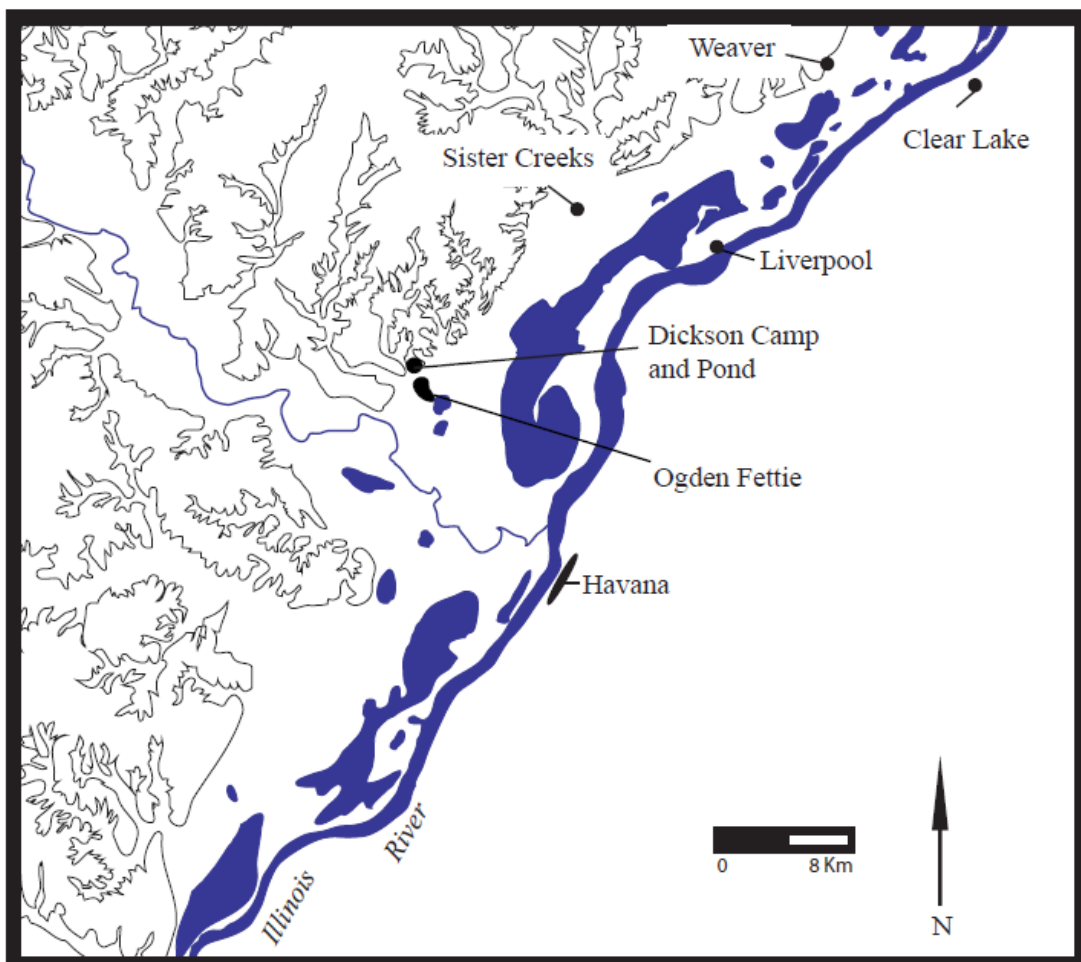 Weaver
Clear Lake
Sister Creeks
Liverpool
Dickson Camp
and Pond
Ogden Fettie
Havana
Illinois River
0 8 Km
N